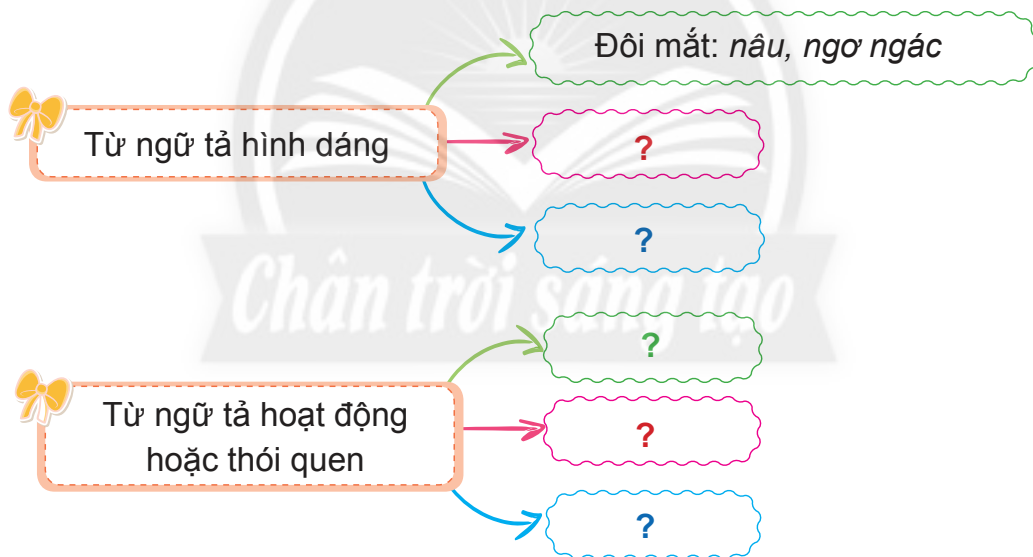 Đôi mắt: nâu, ngơ ngác
Từ ngữ tả hình dáng
?
?
Chân trời sáng tạo
?
Từ ngữ tả hoạt động
hoặc thói quen
?
?